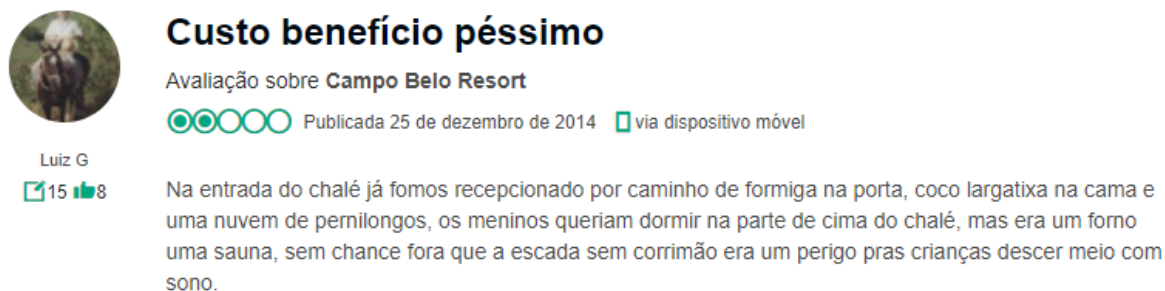 Custo benefício péssimo
Avaliação sobre Campo Belo Resort
Publicada 25 de dezembro de 2014 via dispositivo móvel
Luiz G
15 8
Na entrada do chalé já fomos recepcionado por caminho de formiga na porta, coco largatixa na cama e
uma nuvem de pernilongos, os meninos queriam dormir na parte de cima do chalé, mas era um forno
uma sauna, sem chance fora que a escada sem corrimão era um perigo pras crianças descer meio com
sono.